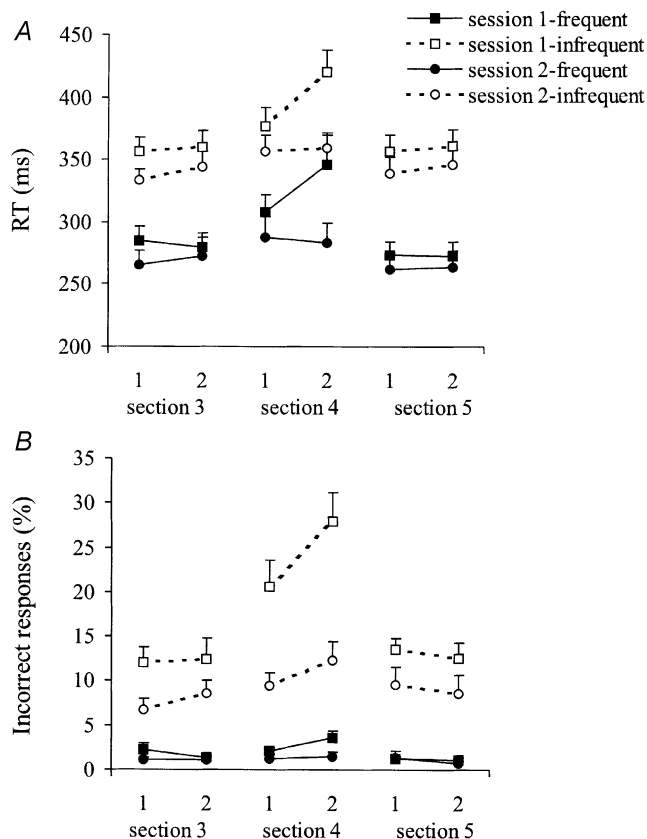 A
session 1-frequent
session 1-infrequent
session 2-frequent
session 2-infrequent
450
400
350
300
250
200
RT (ms)
1 2 1 2 1 2
section 3 section 4 section 5
B
35
30
25
20
15
10
5
0
Incorrect responses (%)
1 2 1 2 1 2
section 3 section 4 section 5